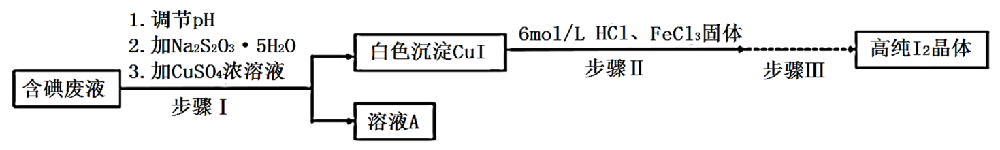 1.调节pH
2.加Na₂S₂O₃·5H₂O
3.加CuSO₄浓溶液
含碘废液
步骤Ⅰ
白色沉淀CuI
溶液A
6mol/L HCl、FeCl₃固体
步骤Ⅱ
步骤Ⅲ
高纯I₂晶体